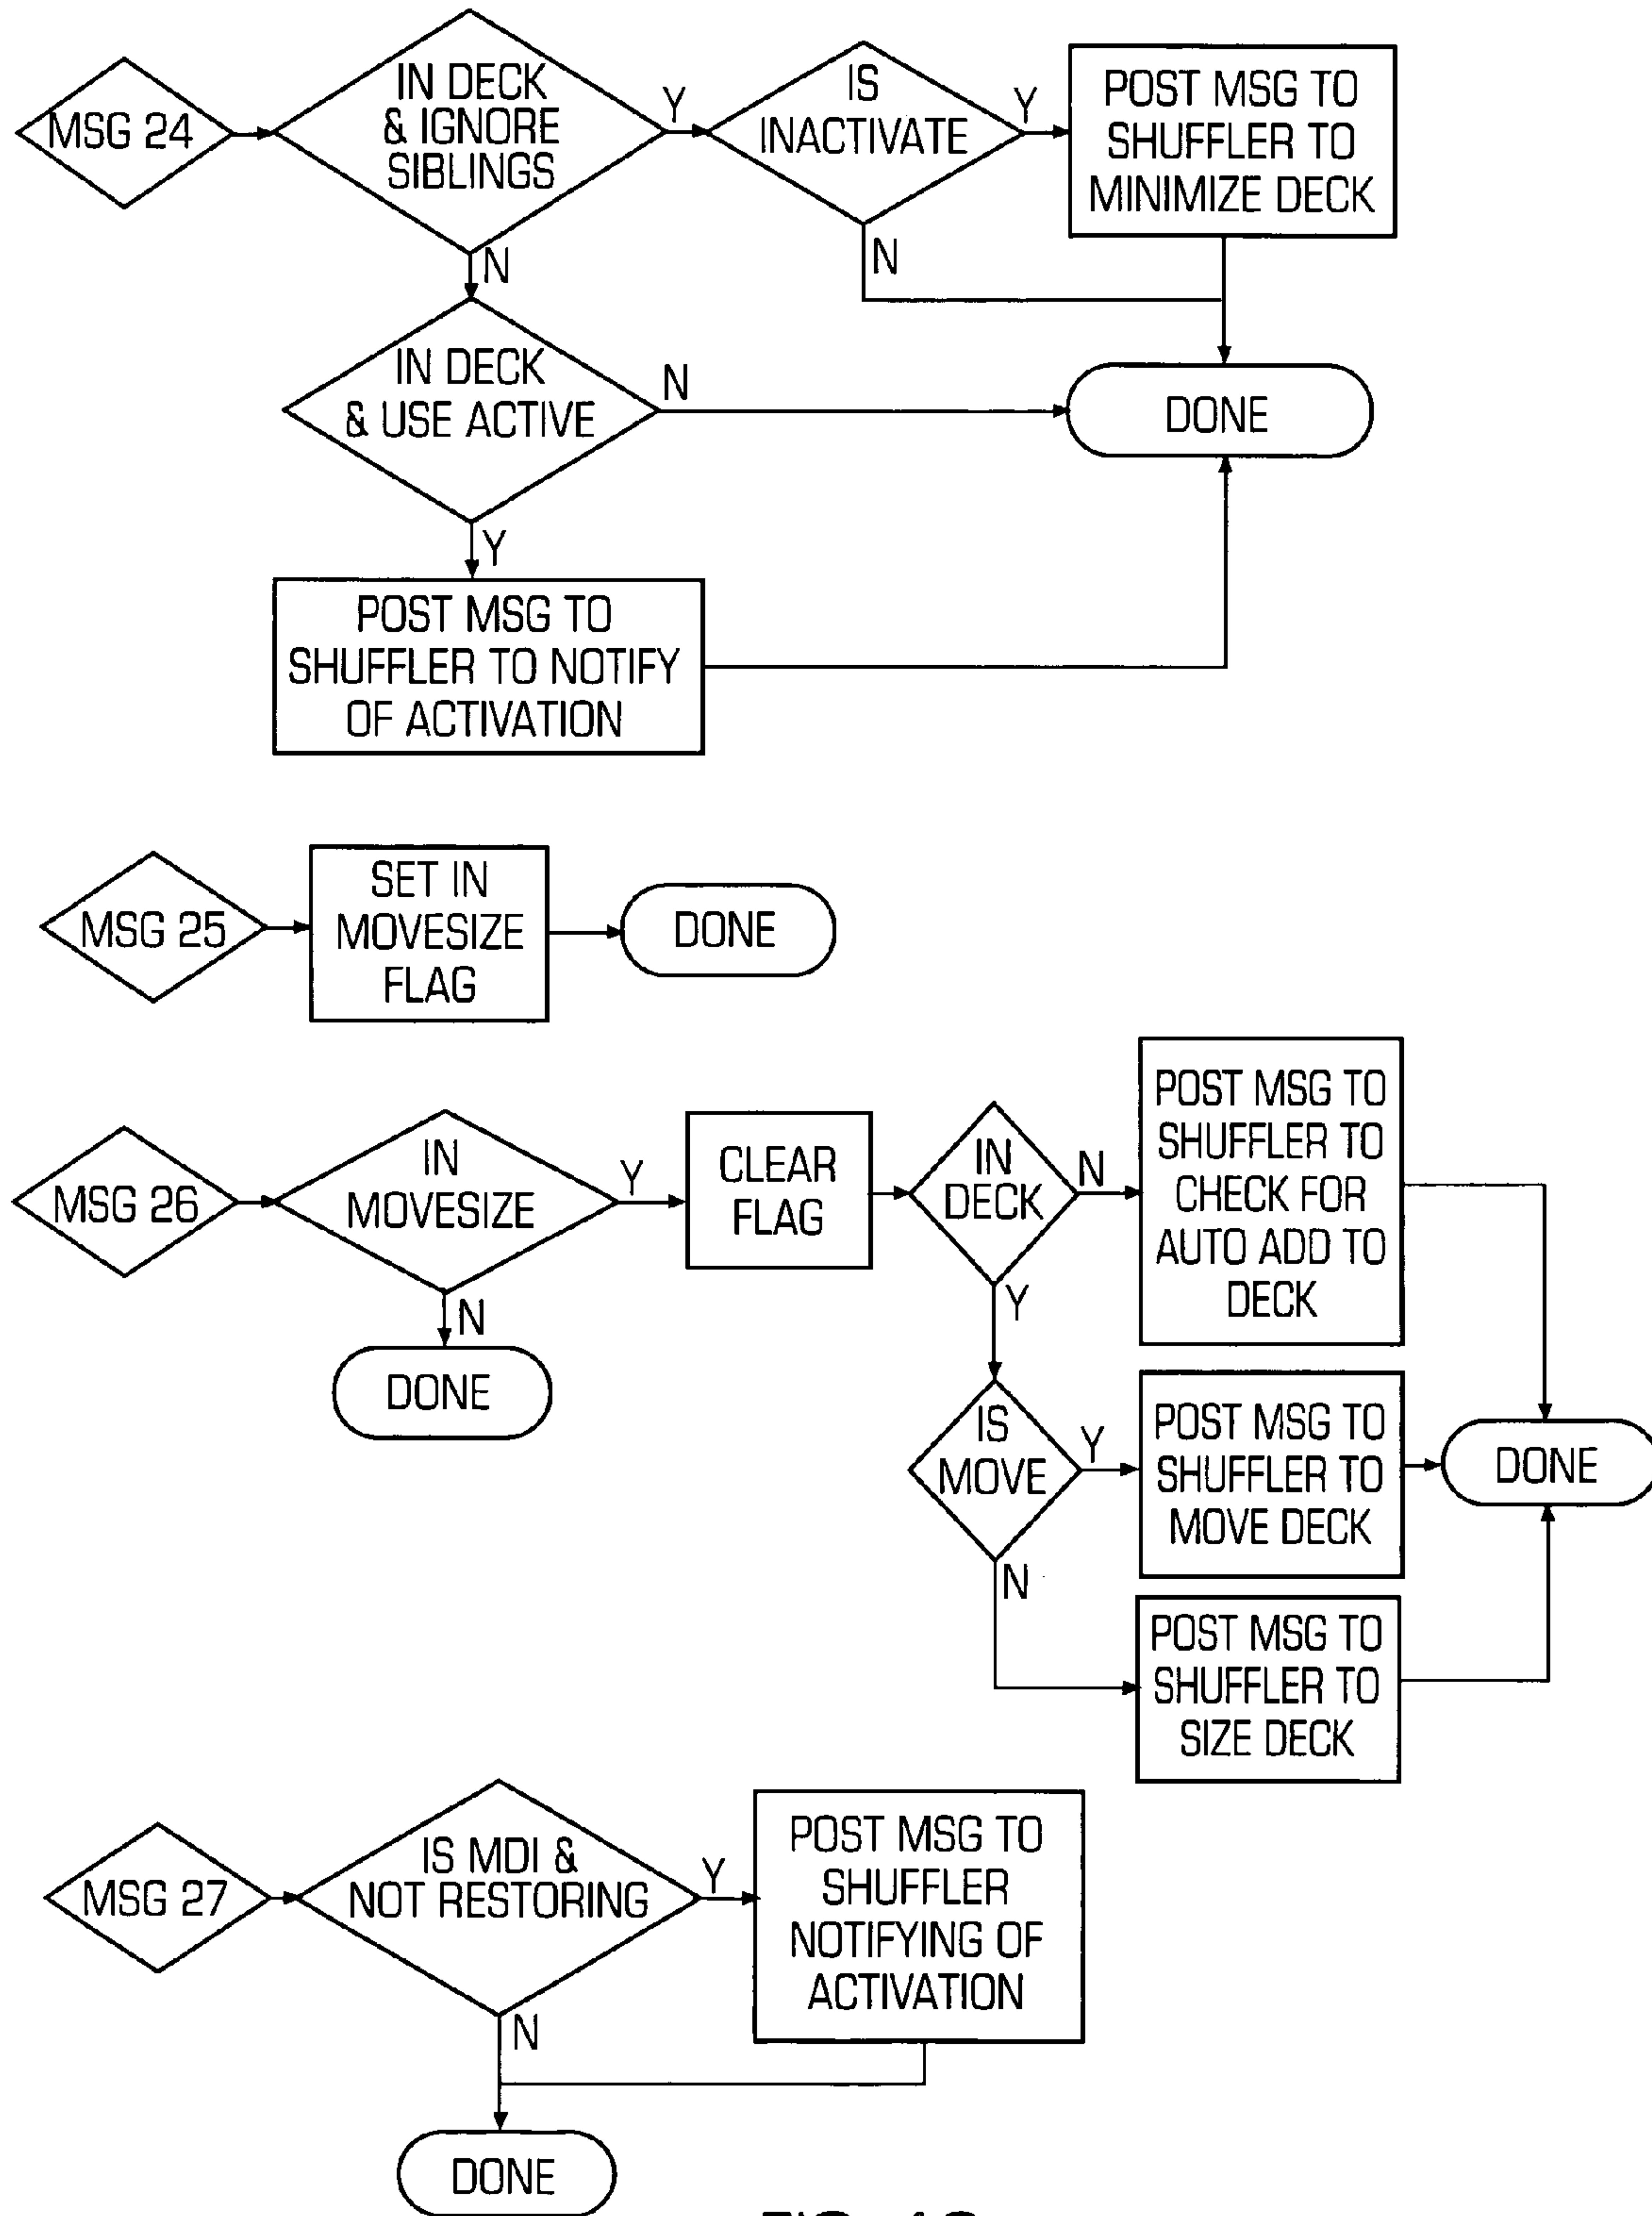 MSG 24
IN DECK
& IGNORE
SIBLINGS
Y
IS
INACTIVATE
Y
POST MSG TO
SHUFFLER TO
MINIMIZE DECK
N
N
IN DECK
& USE ACTIVE
N
DONE
Y
POST MSG TO
SHUFFLER TO NOTIFY
OF ACTIVATION
MSG 25
SET IN
MOVESIZE
FLAG
DONE
MSG 26
IN
MOVESIZE
Y
CLEAR
FLAG
IN
DECK
N
POST MSG TO
SHUFFLER TO
CHECK FOR
AUTO ADD TO
DECK
N
DONE
Y
IS
MOVE
Y
POST MSG TO
SHUFFLER TO
MOVE DECK
DONE
N
POST MSG TO
SHUFFLER TO
SIZE DECK
MSG 27
IS MDI &
NOT RESTORING
Y
POST MSG TO
SHUFFLER
NOTIFYING OF
ACTIVATION
N
DONE